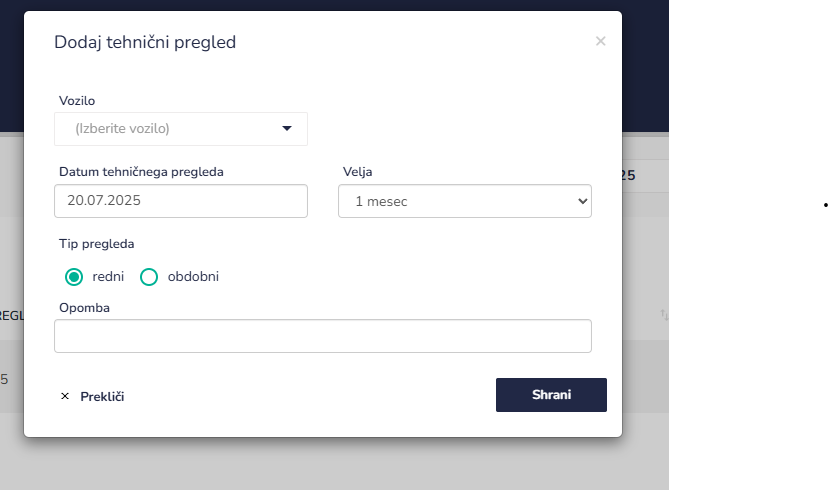 Dodaj tehnični pregled
×
Vozilo
(Izberite vozilo)
Datum tehničnega pregleda
Velja
20.07.2025
1 mesec
25
Tip pregleda
redni
obdobni
Opomba
REGL
5
× Prekliči
Shrani